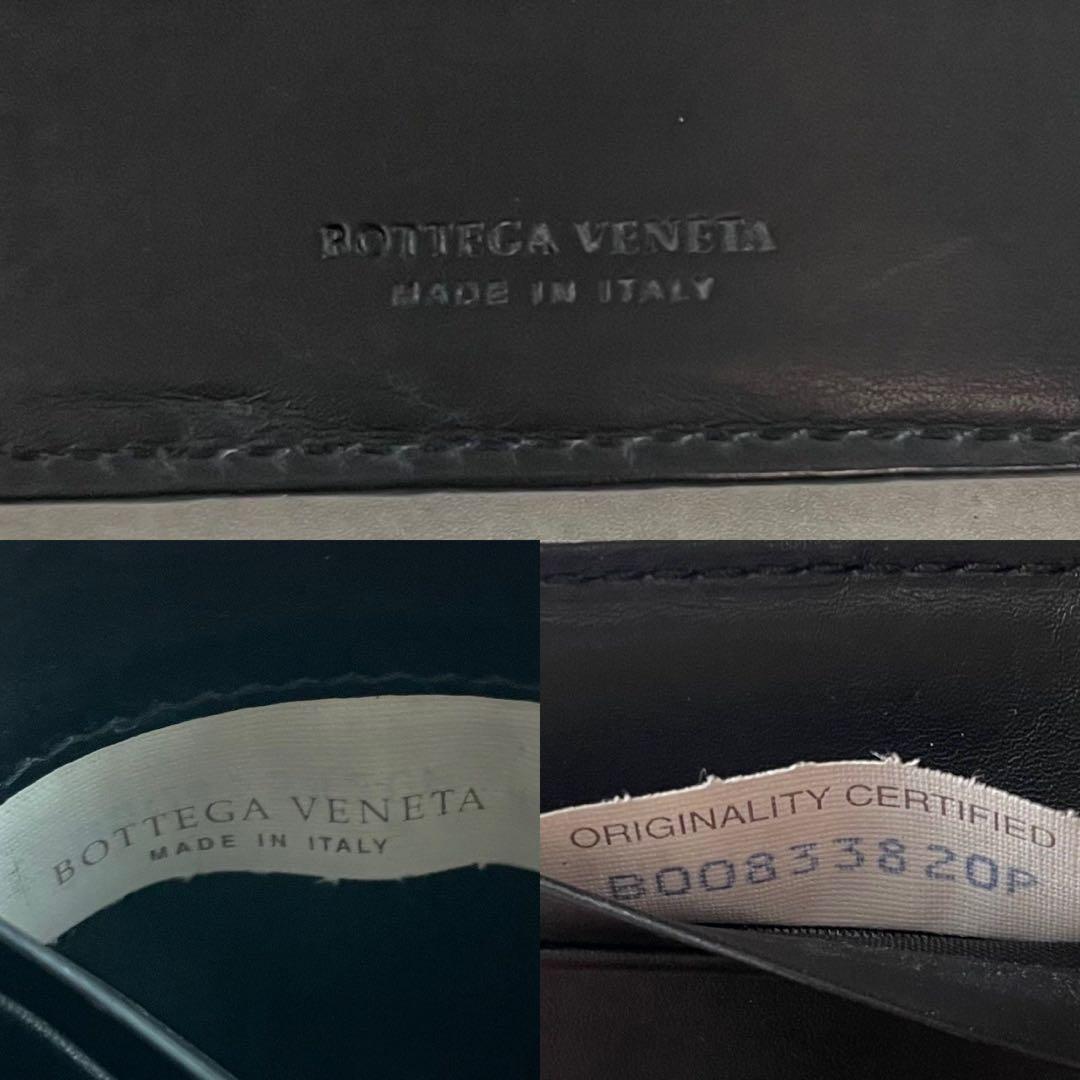 BOTTEGA VENETA
MADE IN ITALY
BOTTEGA VENETA
MADE IN ITALY
ORIGINALITY CERTIFIED
B00833820P